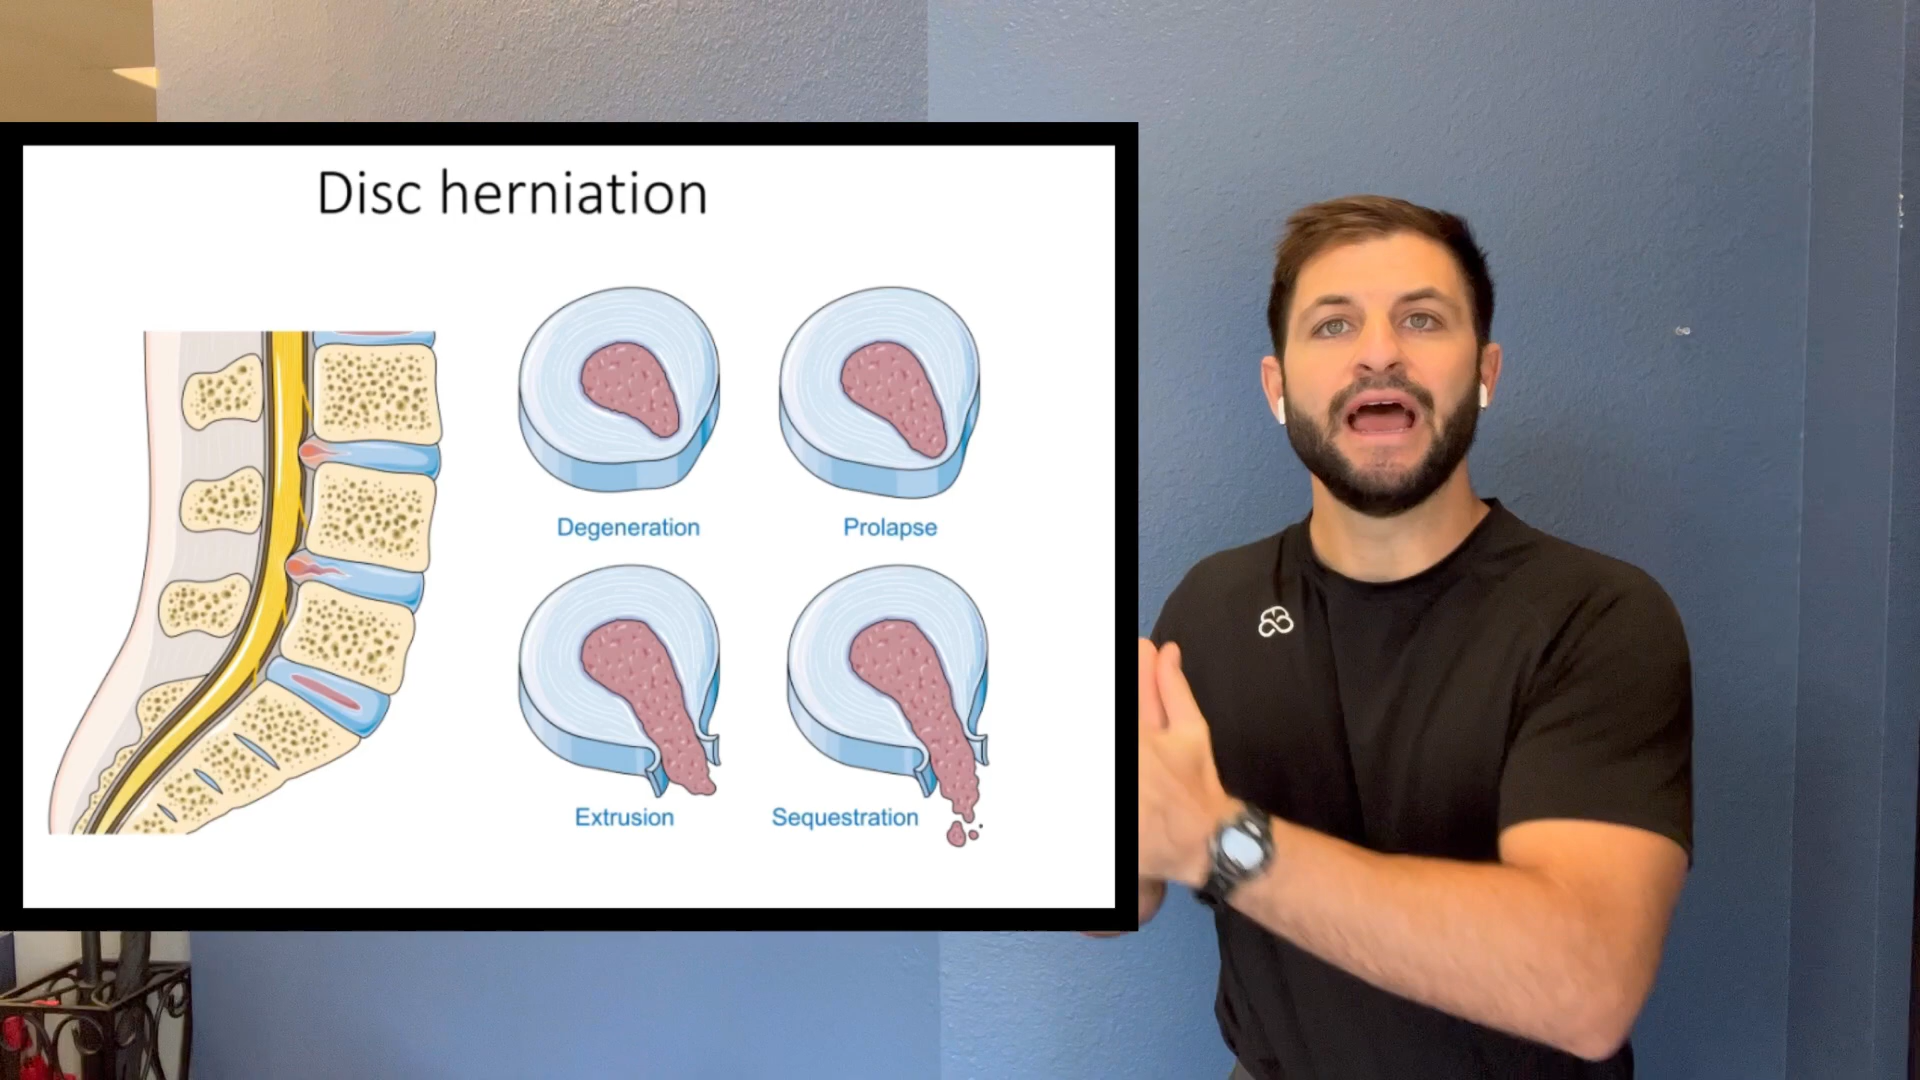 Disc herniation
Degeneration
Prolapse
Extrusion
Sequestration